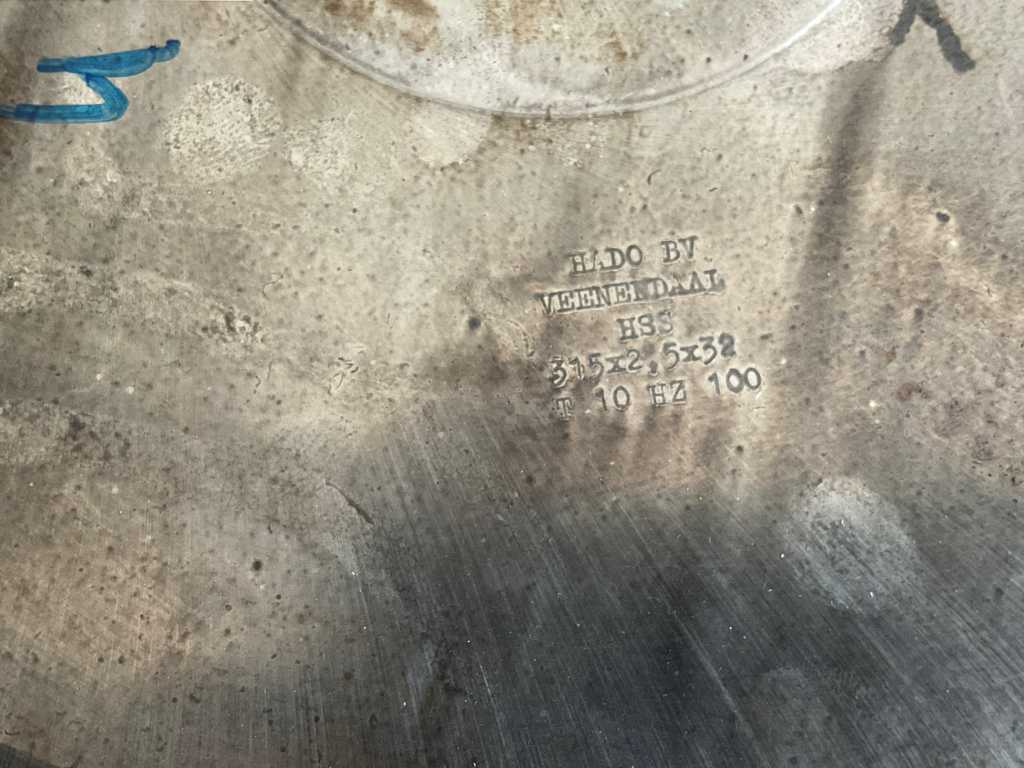 HADO BV
VEENENDAAL
HSS
315x2,5x32
T 10 HZ 100